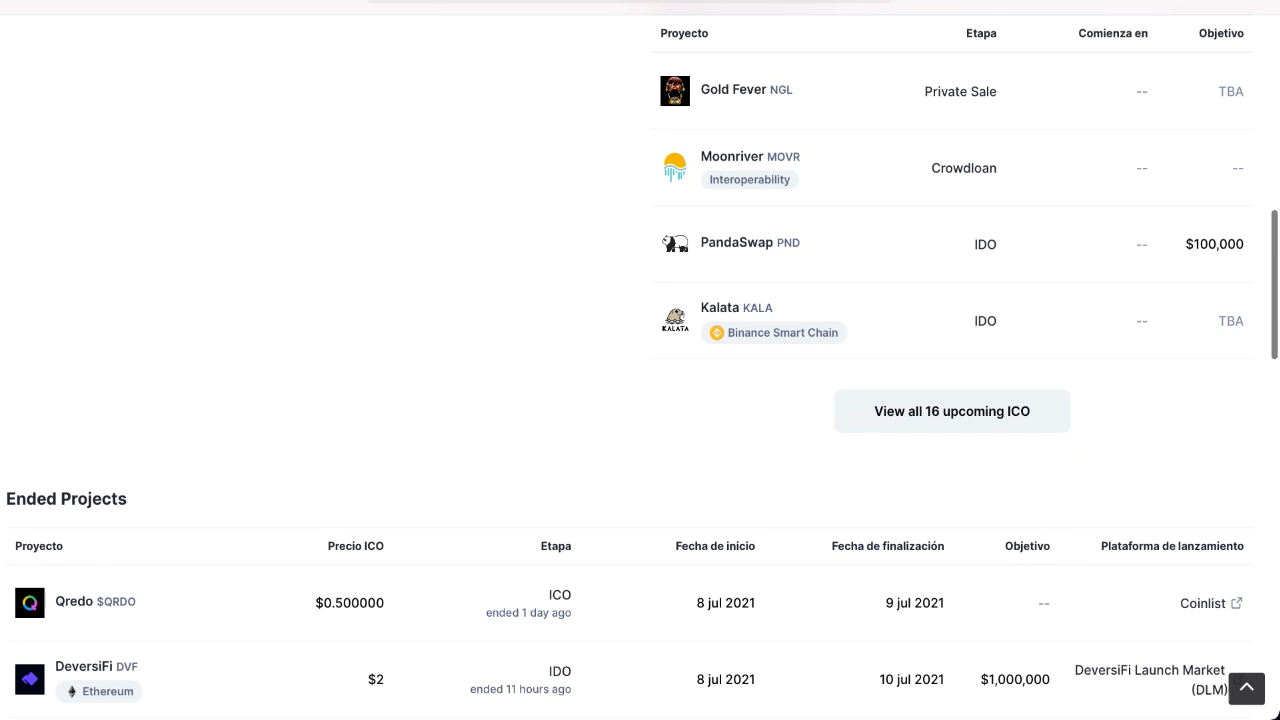 Proyecto Etapa Comienza en Objetivo
Gold Fever NGL Private Sale -- TBA
Moonriver MOVR Crowdloan -- --
Interoperability
PandaSwap PND IDO -- $100,000
Kalata KALA IDO -- TBA
KALATA Binance Smart Chain
View all 16 upcoming ICO
Ended Projects
Proyecto Precio ICO Etapa Fecha de inicio Fecha de finalización Objetivo Plataforma de lanzamiento
Qredo $QRDO $0.500000 ICO 8 jul 2021 9 jul 2021 -- Coinlist
ended 1 day ago
DeversiFi DVF $2 IDO 8 jul 2021 10 jul 2021 $1,000,000 DeversiFi Launch Market
Ethereum ended 11 hours ago (DLM)